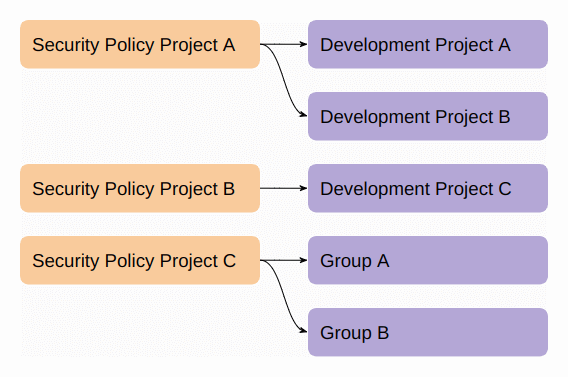 Security Policy Project A
Development Project A
Development Project B
Security Policy Project B
Development Project C
Security Policy Project C
Group A
Group B